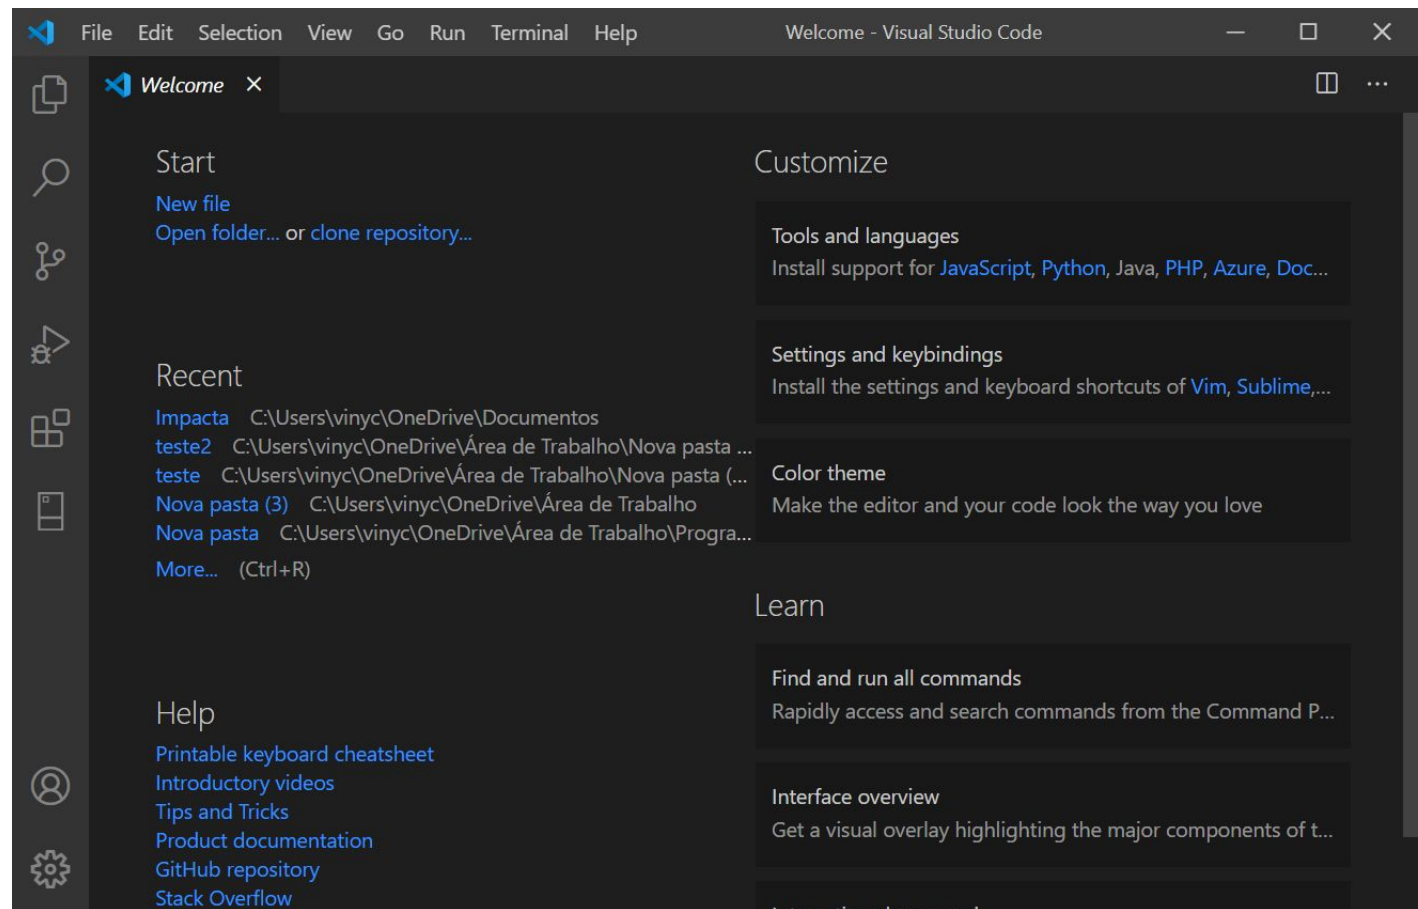 File Edit Selection View Go Run Terminal Help Welcome - Visual Studio Code
Welcome
Start
New file
Open folder... or clone repository...
Recent
Impacta C:\Users\vinyc\OneDrive\Documentos
teste2 C:\Users\vinyc\OneDrive\Área de Trabalho\Nova pasta ...
teste C:\Users\vinyc\OneDrive\Área de Trabalho\Nova pasta (...
Nova pasta (3) C:\Users\vinyc\OneDrive\Área de Trabalho
Nova pasta C:\Users\vinyc\OneDrive\Área de Trabalho\Progra...
More... (Ctrl+R)
Help
Printable keyboard cheatsheet
Introductory videos
Tips and Tricks
Product documentation
GitHub repository
Stack Overflow
Customize
Tools and languages
Install support for JavaScript, Python, Java, PHP, Azure, Doc...
Settings and keybindings
Install the settings and keyboard shortcuts of Vim, Sublime,...
Color theme
Make the editor and your code look the way you love
Learn
Find and run all commands
Rapidly access and search commands from the Command P...
Interface overview
Get a visual overlay highlighting the major components of t...